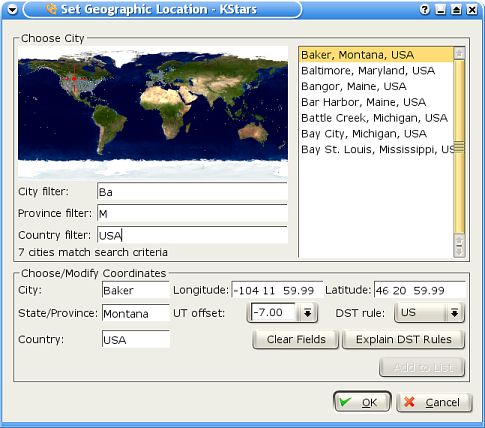 Set Geographic Location - KStars
Choose City
Baker, Montana, USA
Baltimore, Maryland, USA
Bangor, Maine, USA
Bar Harbor, Maine, USA
Battle Creek, Michigan, USA
Bay City, Michigan, USA
Bay St. Louis, Mississippi, US
City filter: Ba
Province filter: M
Country filter: USA
7 cities match search criteria
Choose/Modify Coordinates
City: Baker Longitude: -104 11 59.99 Latitude: 46 20 59.99
State/Province: Montana UT offset: -7.00 DST rule: US
Country: USA Clear Fields Explain DST Rules
Add to List
OK Cancel